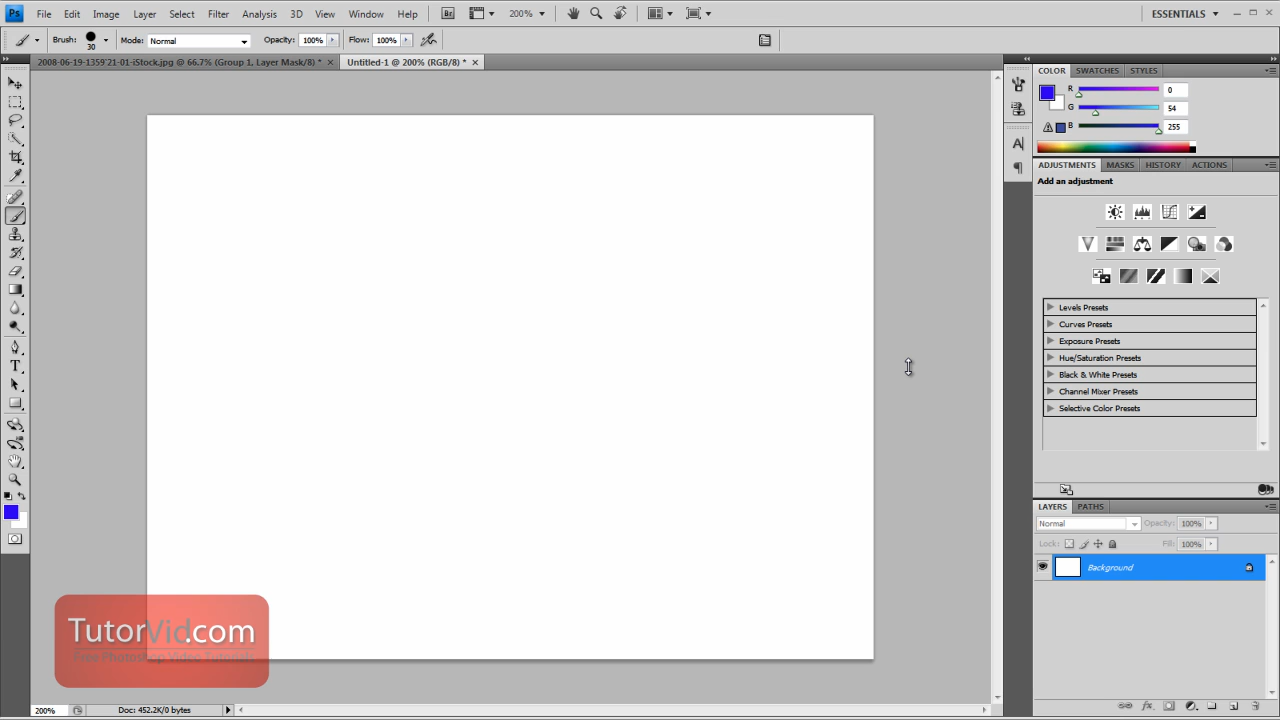 Ps File Edit Image Layer Select Filter Analysis 3D View Window Help Br 200% ESSENTIALS
Brush: 30 Mode: Normal Opacity: 100% Flow: 100%
2008-06-19-1359'21-01-iStock.jpg @ 66.7% (Group 1, Layer Mask/8) * × Untitled-1 @ 200% (RGB/8) * ×
COLOR SWATCHES STYLES
R 0
G 54
B 255
ADJUSTMENTS MASKS HISTORY ACTIONS
Add an adjustment
Levels Presets
Curves Presets
Exposure Presets
Hue/Saturation Presets
Black & White Presets
Channel Mixer Presets
Selective Color Presets
LAYERS PATHS
Normal Opacity: 100%
Lock: Fill: 100%
Background
TutorVid.com
Free Photoshop Video Tutorials
200% Doc: 452.2K/0 bytes